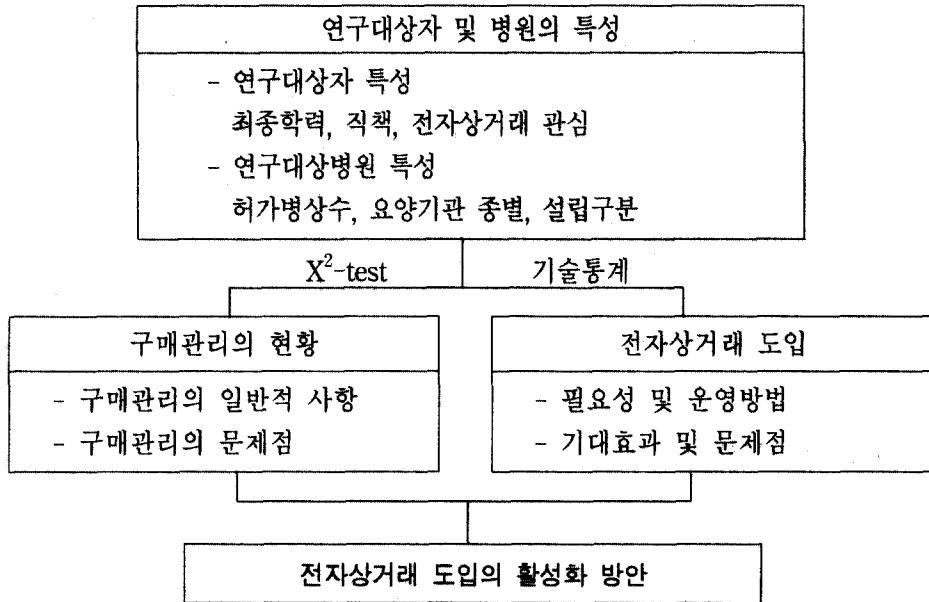 연구대상자 및 병원의 특성
- 연구대상자 특성
최종학력, 직책, 전자상거래 관심
- 연구대상병원 특성
허가병상수, 요양기관 종별, 설립구분
X²-test 기술통계
구매관리의 현황
- 구매관리의 일반적 사항
- 구매관리의 문제점
전자상거래 도입
- 필요성 및 운영방법
- 기대효과 및 문제점
전자상거래 도입의 활성화 방안